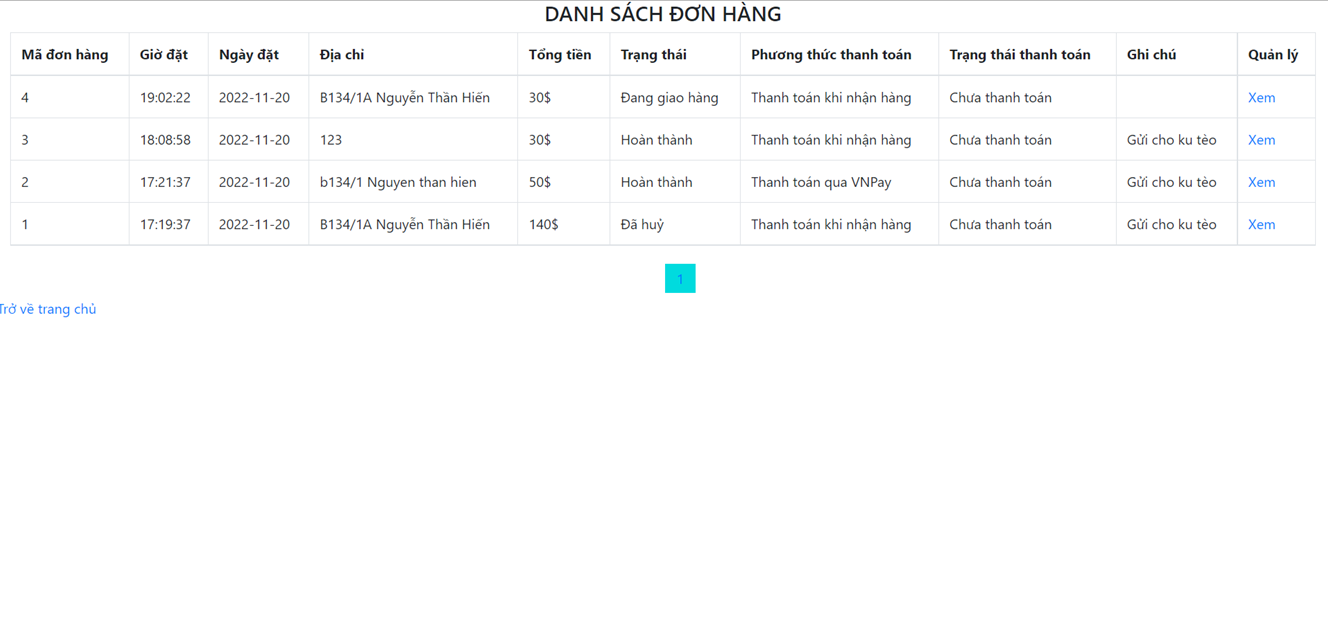 DANH SÁCH ĐƠN HÀNG
Mã đơn hàng Giờ đặt Ngày đặt Địa chỉ Tổng tiền Trạng thái Phương thức thanh toán Trạng thái thanh toán Ghi chú Quản lý
4 19:02:22 2022-11-20 B134/1A Nguyễn Thần Hiến 30$ Đang giao hàng Thanh toán khi nhận hàng Chưa thanh toán Xem
3 18:08:58 2022-11-20 123 30$ Hoàn thành Thanh toán khi nhận hàng Chưa thanh toán Gửi cho ku tèo Xem
2 17:21:37 2022-11-20 b134/1 Nguyen than hien 50$ Hoàn thành Thanh toán qua VNPay Chưa thanh toán Gửi cho ku tèo Xem
1 17:19:37 2022-11-20 B134/1A Nguyễn Thần Hiến 140$ Đã huỷ Thanh toán khi nhận hàng Chưa thanh toán Gửi cho ku tèo Xem
1
Trở về trang chủ